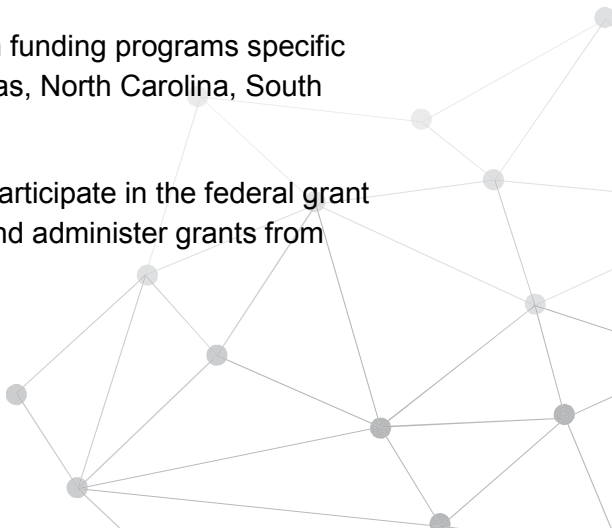 n funding programs specific
as, North Carolina, South
articipate in the federal grant
nd administer grants from